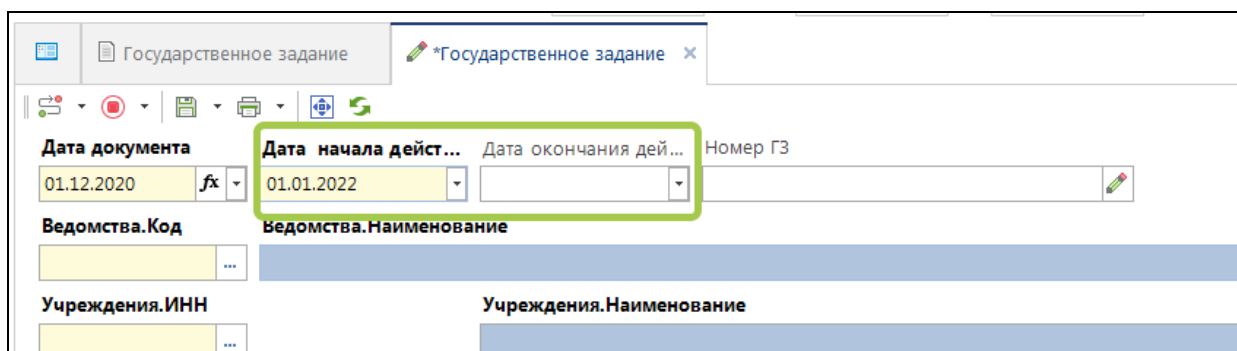 Государственное задание
*Государственное задание ×
Дата документа
Дата начала дейст...
Дата окончания дей...
Номер ГЗ
01.12.2020 fx
01.01.2022
Ведомства.Код
Ведомства.Наименование
...
Учреждения.ИНН
Учреждения.Наименование
...